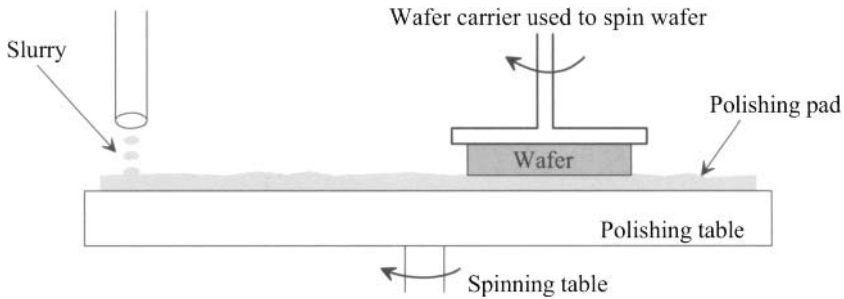 Wafer carrier used to spin wafer
Slurry
Polishing pad
Wafer
Polishing table
Spinning table